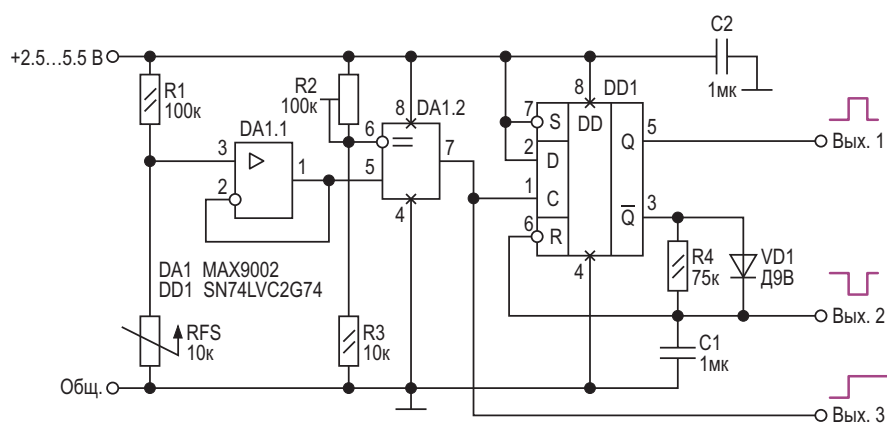 +2.5...5.5 В
R1
100к
R2
100к
DA1.1
3
2
1
8
DA1.2
6
5
7
4
7
2
1
6
S
D
C
R
8
DD
DD1
4
Q
Q̅
5
3
C2
1мк
Вых. 1
R4
75к
VD1
Д9В
Вых. 2
C1
1мк
Вых. 3
DA1 MAX9002
DD1 SN74LVC2G74
RFS
10к
R3
10к
Общ.